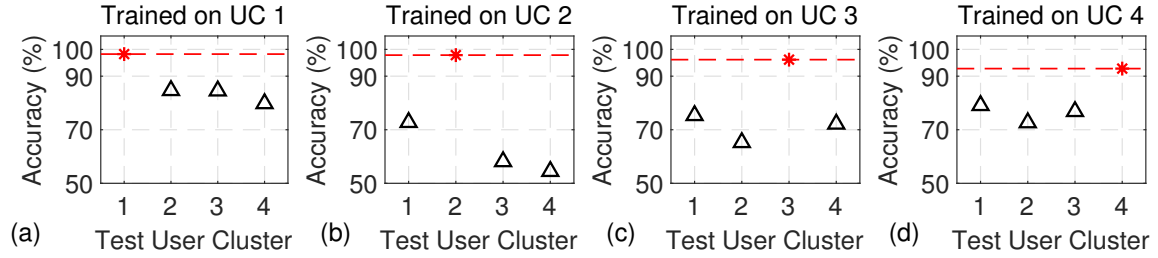 Trained on UC 1
Accuracy (%)
100
90
70
50
1 2 3 4
(a) Test User Cluster
Trained on UC 2
Accuracy (%)
100
90
70
50
1 2 3 4
(b) Test User Cluster
Trained on UC 3
Accuracy (%)
100
90
70
50
1 2 3 4
(c) Test User Cluster
Trained on UC 4
Accuracy (%)
100
90
70
50
1 2 3 4
(d) Test User Cluster